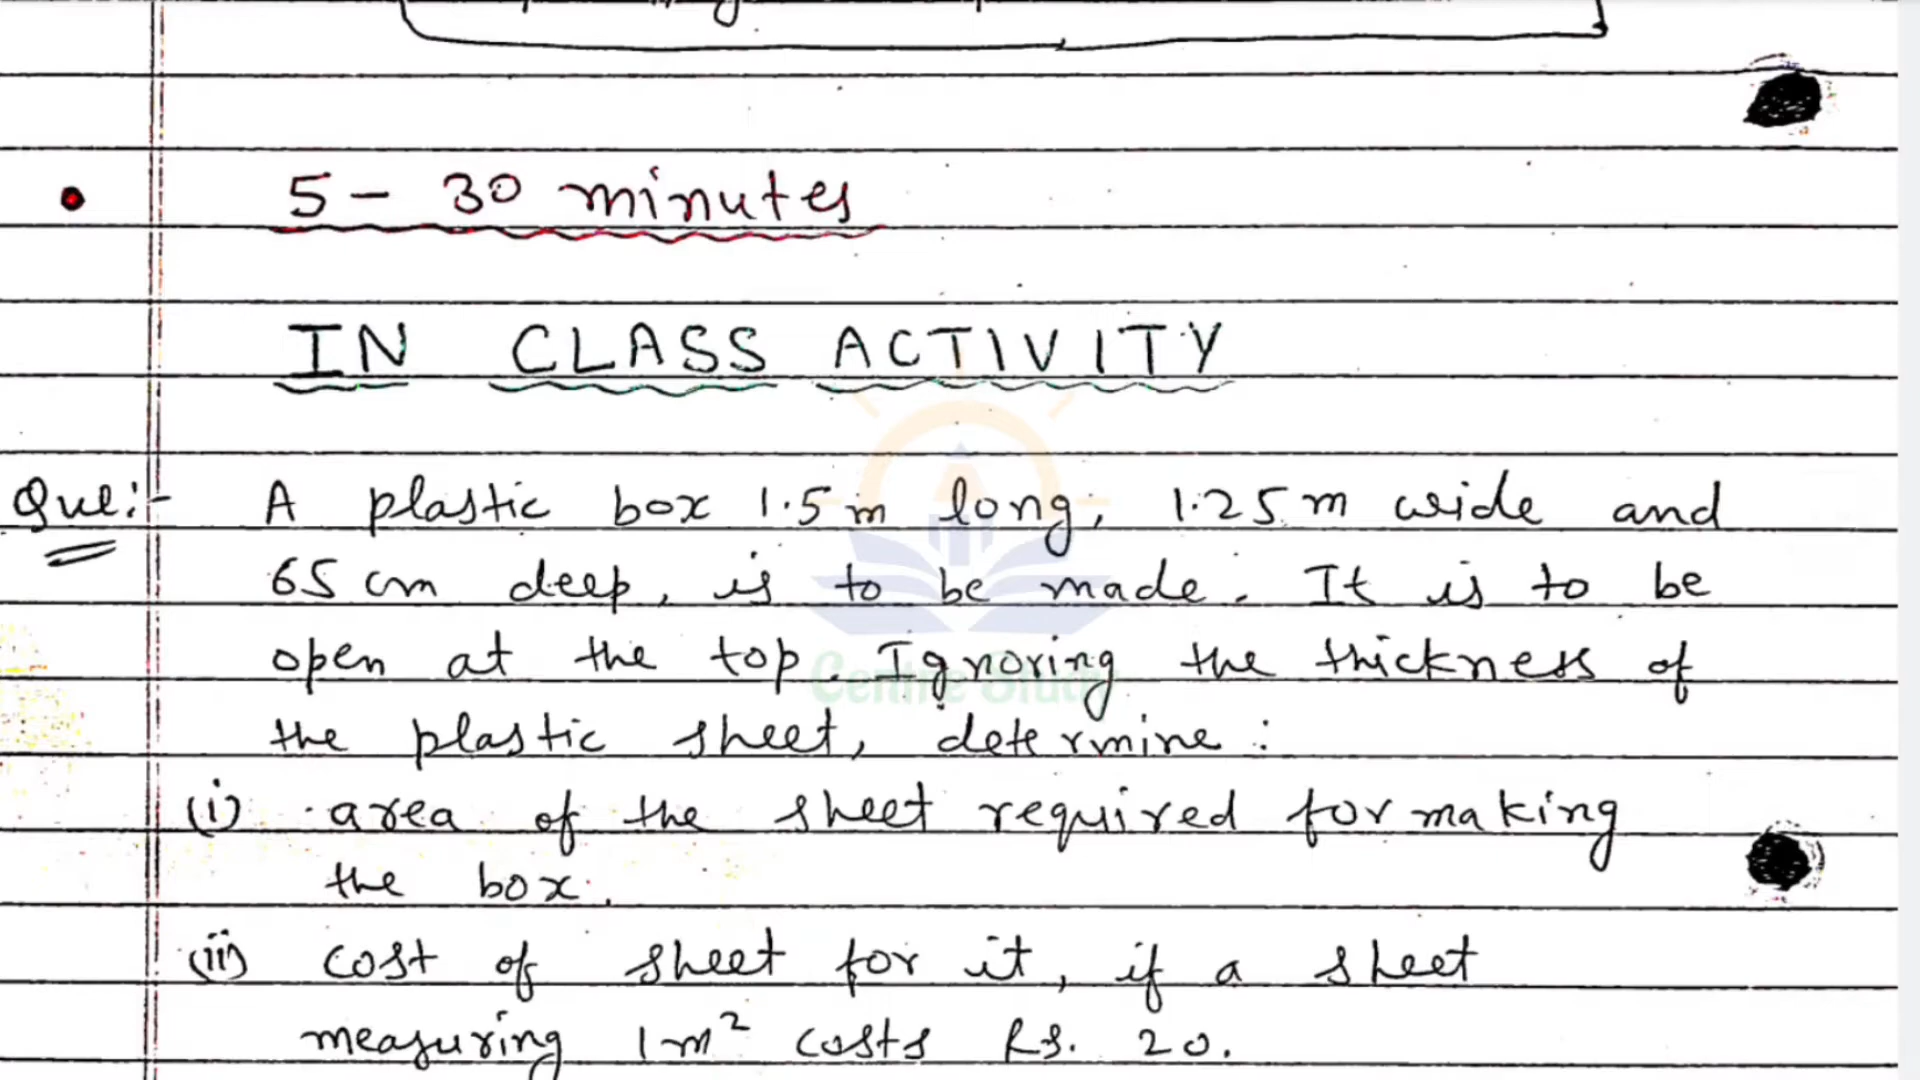 5 - 30 minutes
IN CLASS ACTIVITY
Que:- A plastic box 1.5 m long, 1.25 m wide and
65 cm deep, is to be made. It is to be
open at the top. Ignoring the thickness of
the plastic sheet, determine:
(i) area of the sheet required for making
the box.
(ii) cost of sheet for it, if a sheet
measuring 1 m² costs Rs. 20.
Centre Study